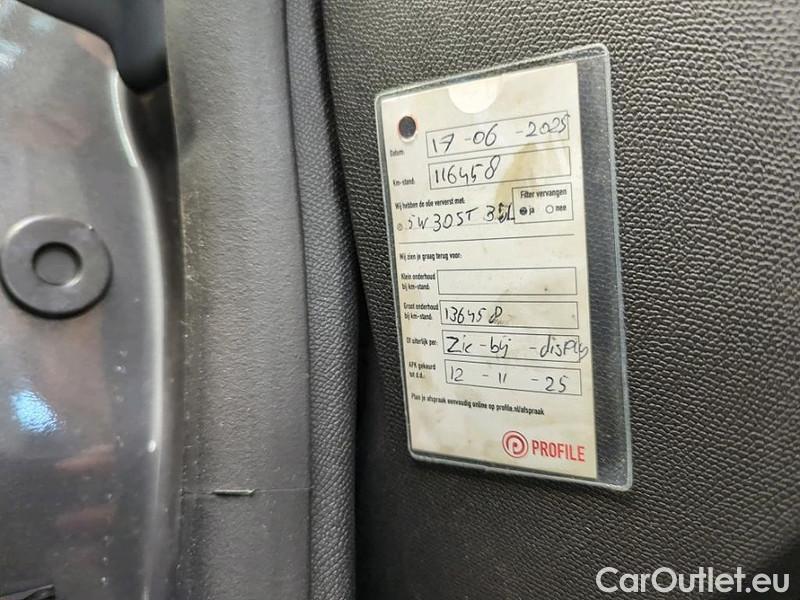 Datum: 17-06-2025
Km-stand: 116458
Wij hebben de olie ververst met:
Filter vervangen
5W30ST
ja nee
Wij zien je graag terug voor:
Klein onderhoud
bij km-stand:
Groot onderhoud
bij km-stand: 136458
Of uiterlijk per: Zie-bij-display
APK gekeurd
tot d.d.: 12-11-25
Plan je afspraak eenvoudig online op profile.nl/afspraak
PROFILE
CarOutlet.eu